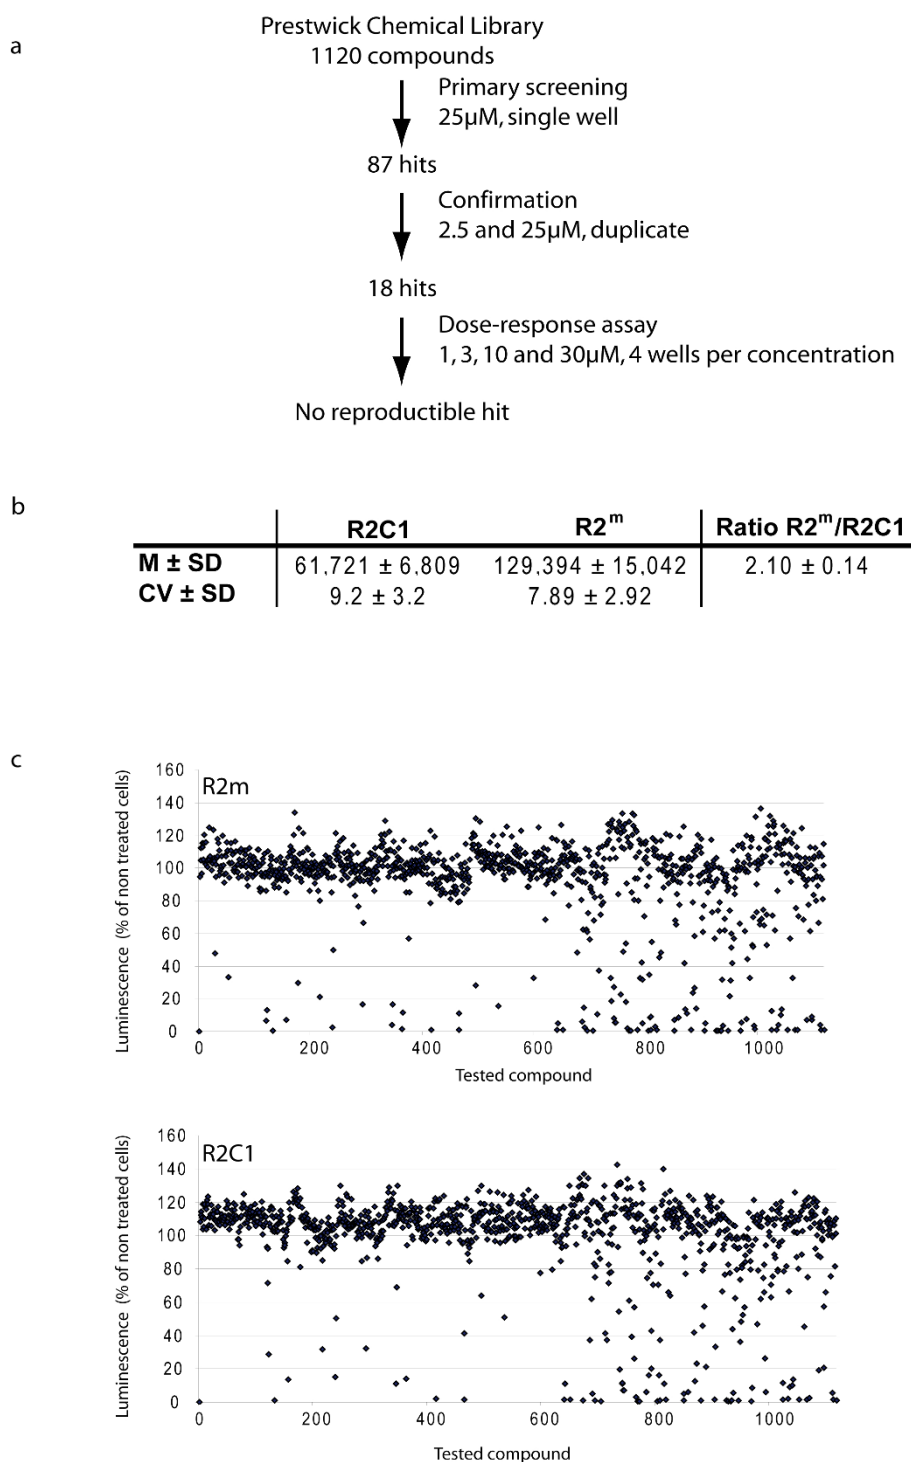 a
Prestwick Chemical Library
1120 compounds
Primary screening
25µM, single well
87 hits
Confirmation
2.5 and 25µM, duplicate
18 hits
Dose-response assay
1, 3, 10 and 30µM, 4 wells per concentration
No reproductible hit
b
R2C1 R2ᵐ Ratio R2ᵐ/R2C1
M ± SD 61,721 ± 6,809 129,394 ± 15,042 2.10 ± 0.14
CV ± SD 9.2 ± 3.2 7.89 ± 2.92
c
Luminescence (% of non treated cells)
R2m
160
140
120
100
80
60
40
20
0
0 200 400 600 800 1000
Tested compound
Luminescence (% of non treated cells)
R2C1
160
140
120
100
80
60
40
20
0
0 200 400 600 800 1000
Tested compound